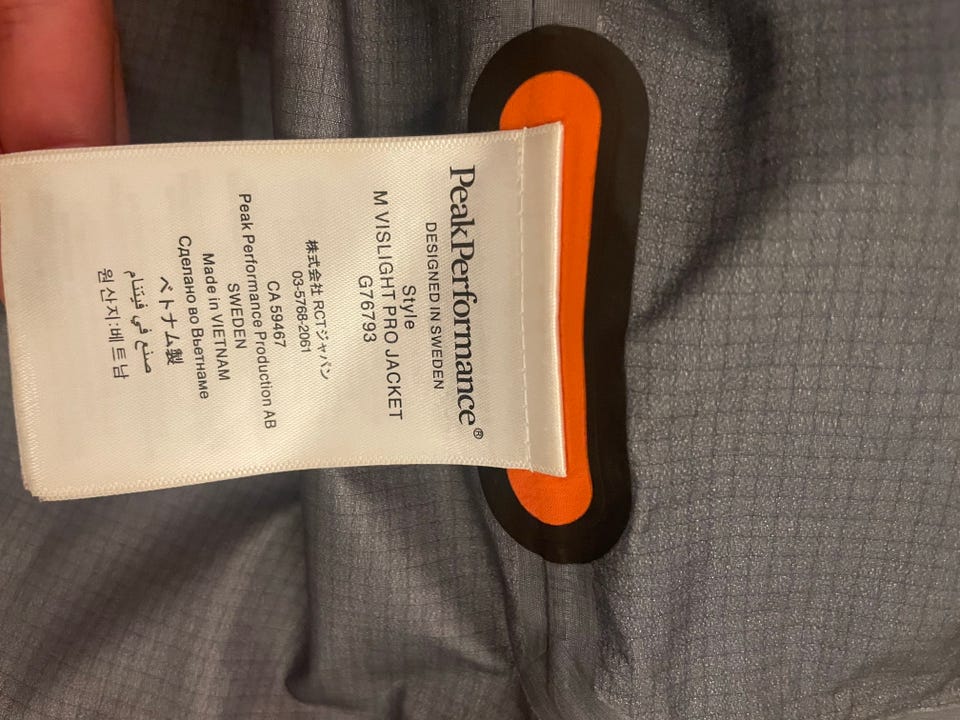 PeakPerformance®
DESIGNED IN SWEDEN
Style
M VISLIGHT PRO JACKET
G76793
株式会社 RCTジャパン
03-5768-2061
CA 59467
Peak Performance Production AB
SWEDEN
Made in VIETNAM
Сделано во Вьетнаме
ベトナム製
صنع في فيتنام
원산지:베트남